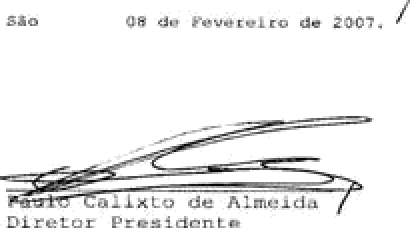 São 08 de Fevereiro de 2007.
Paulo Calixto de Almeida
Diretor Presidente